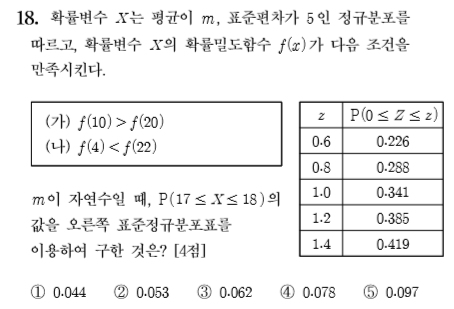 18. 확률변수 X는 평균이 m, 표준편차가 5인 정규분포를
따르고, 확률변수 X의 확률밀도함수 f(x)가 다음 조건을
만족시킨다.
(가) f(10)>f(20)
(나) f(4)<f(22)
m이 자연수일 때, P(17≤X≤18)의
값을 오른쪽 표준정규분포표를
이용하여 구한 것은? [4점]
z P(0≤Z≤z)
0.6 0.226
0.8 0.288
1.0 0.341
1.2 0.385
1.4 0.419
① 0.044 ② 0.053 ③ 0.062 ④ 0.078 ⑤ 0.097